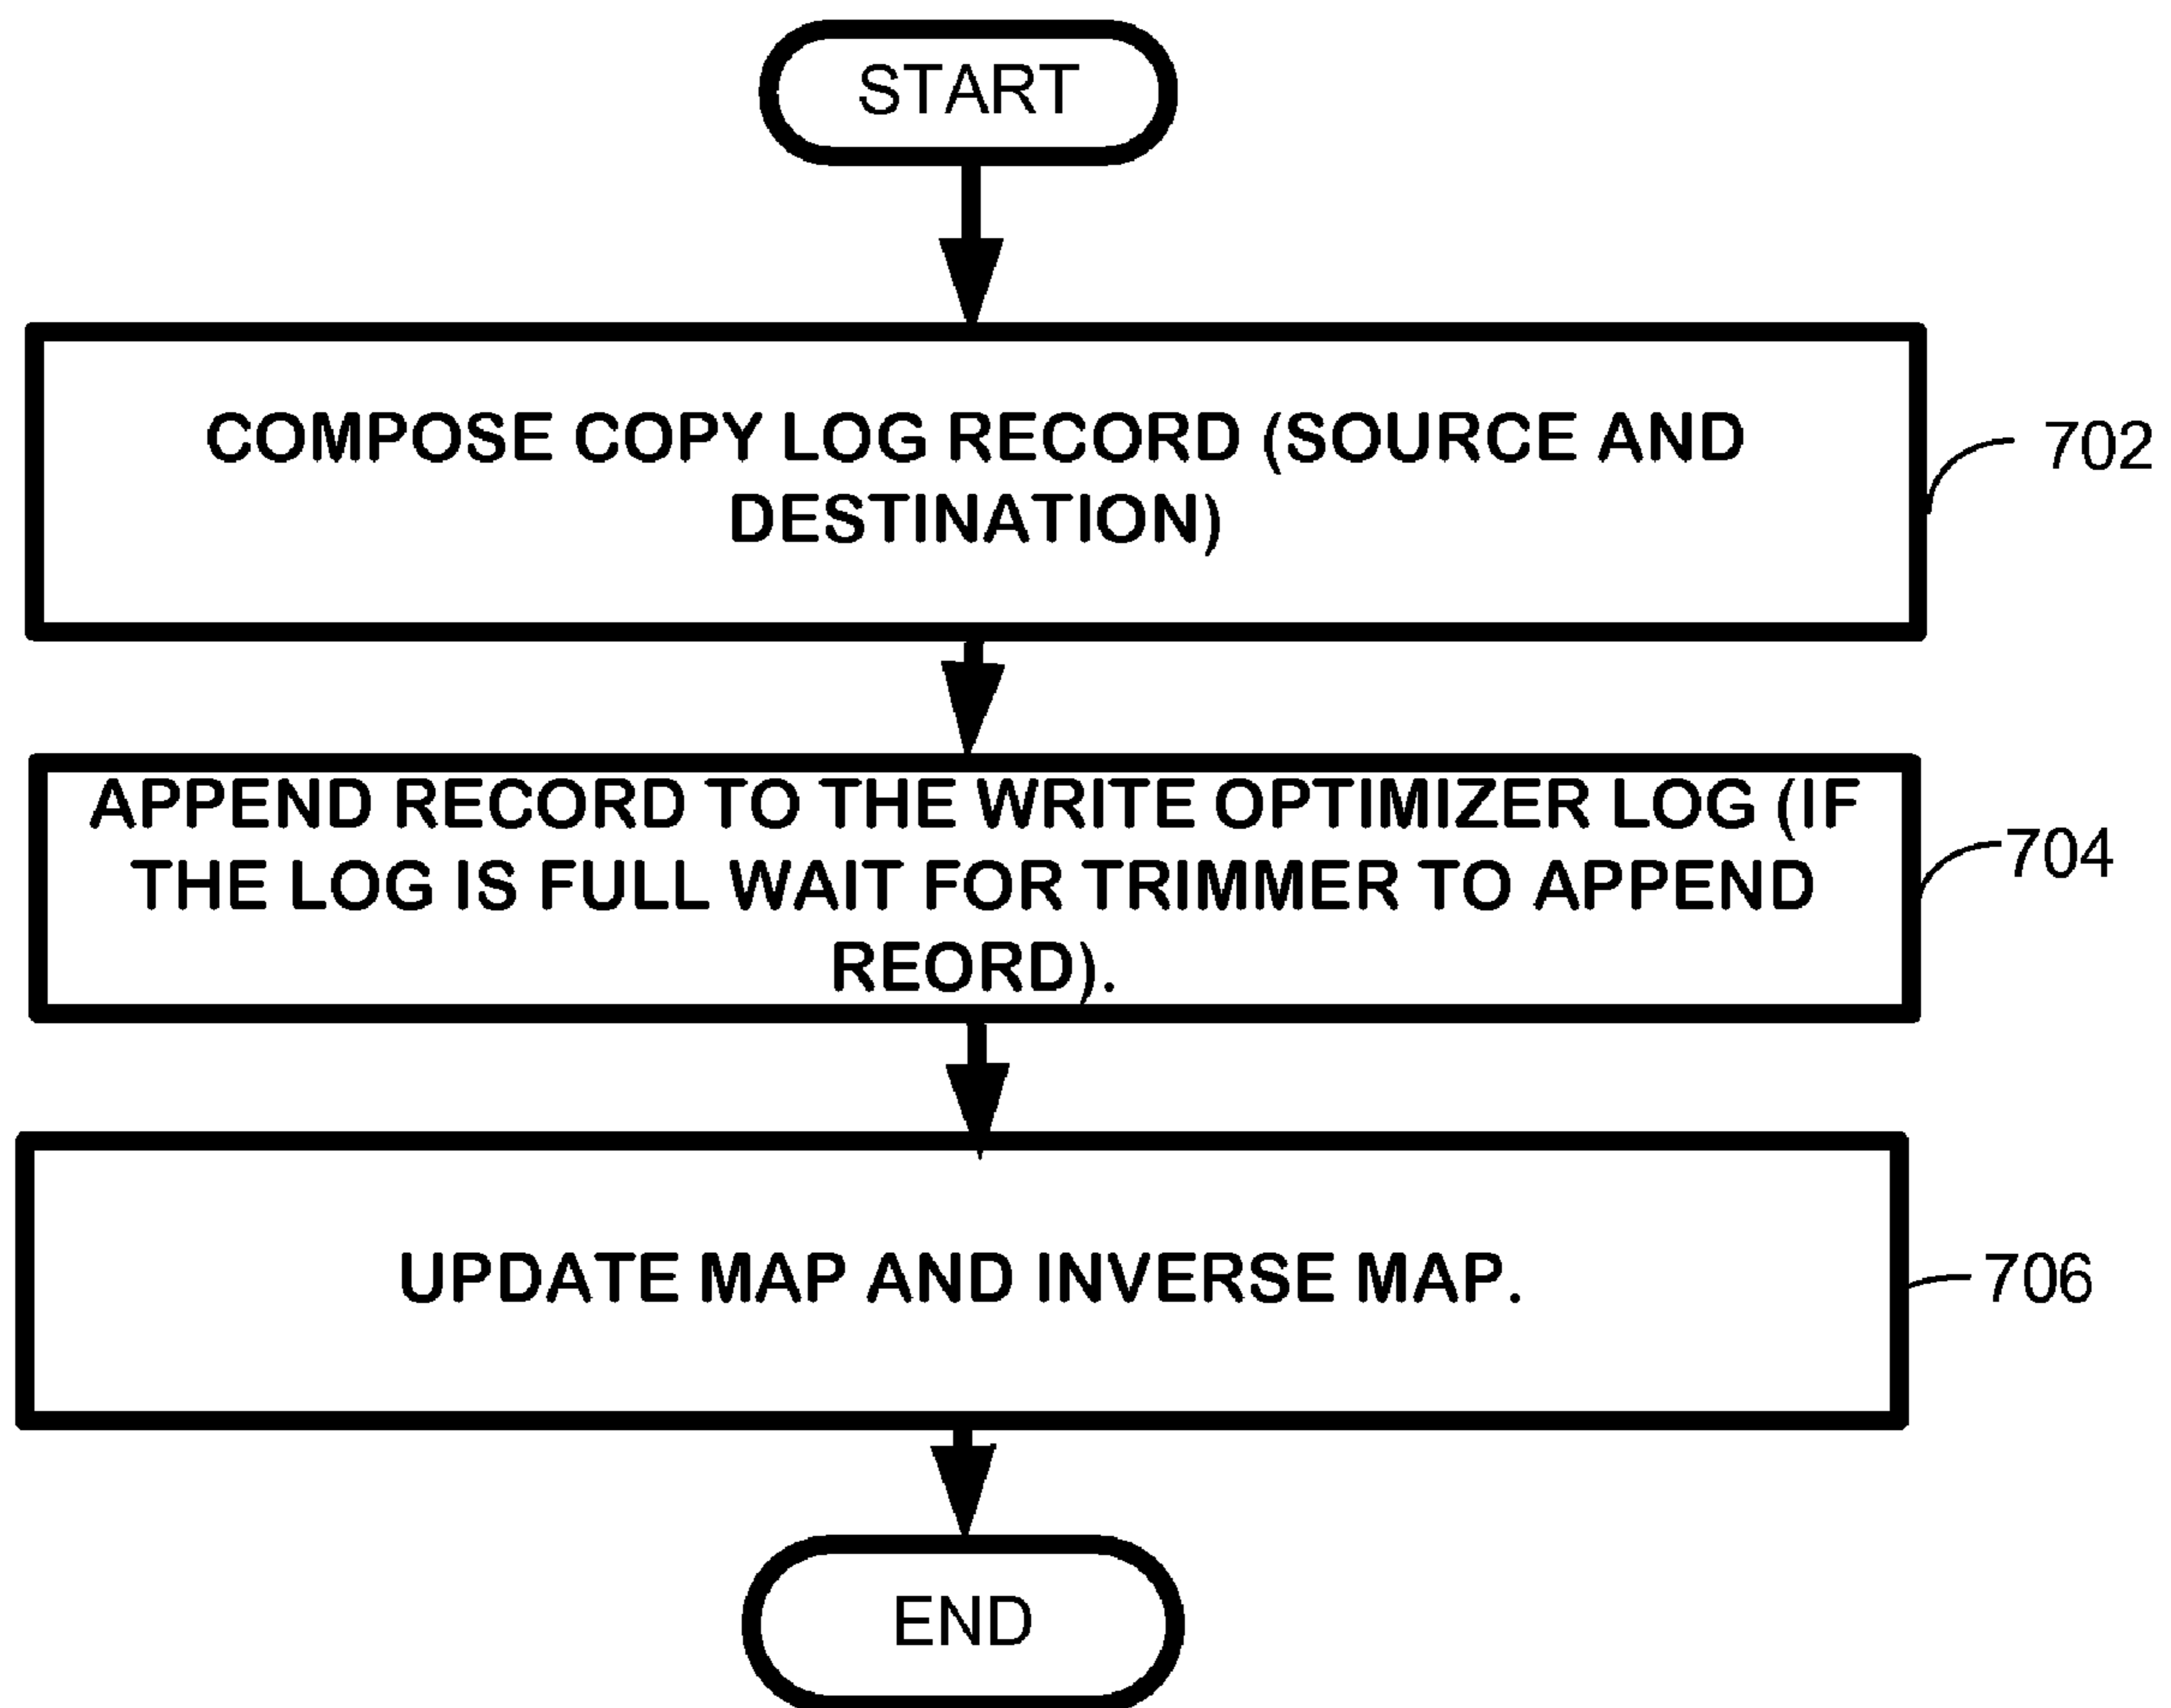 START
COMPOSE COPY LOG RECORD (SOURCE AND
DESTINATION)
702
APPEND RECORD TO THE WRITE OPTIMIZER LOG (IF
THE LOG IS FULL WAIT FOR TRIMMER TO APPEND
REORD).
704
UPDATE MAP AND INVERSE MAP.
706
END